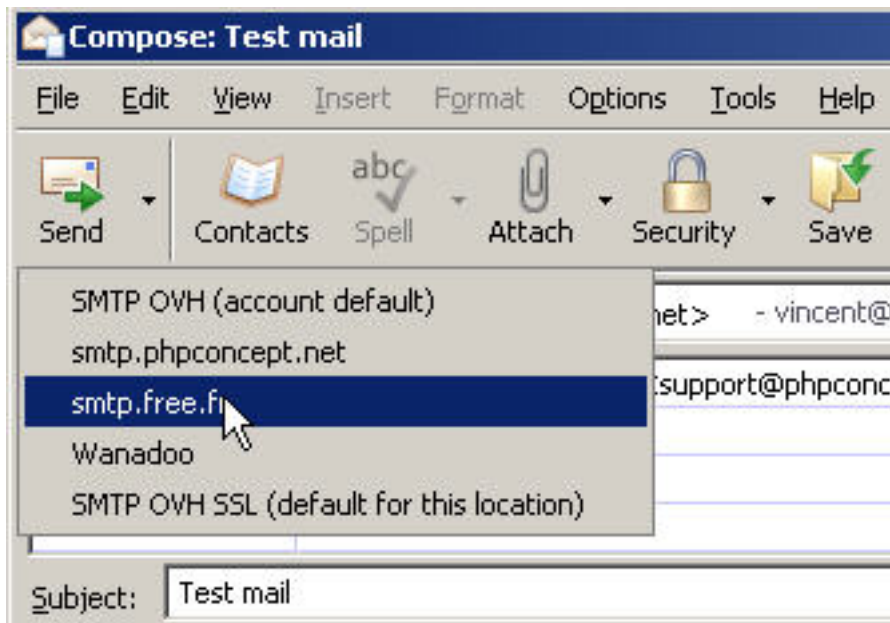 Compose: Test mail
File Edit View Insert Format Options Tools Help
abc
Send Contacts Spell Attach Security Save
SMTP OVH (account default)
net> - vincent@
smtp.phpconcept.net
support@phpconc
smtp.free.fr
Wanadoo
SMTP OVH SSL (default for this location)
Subject: Test mail